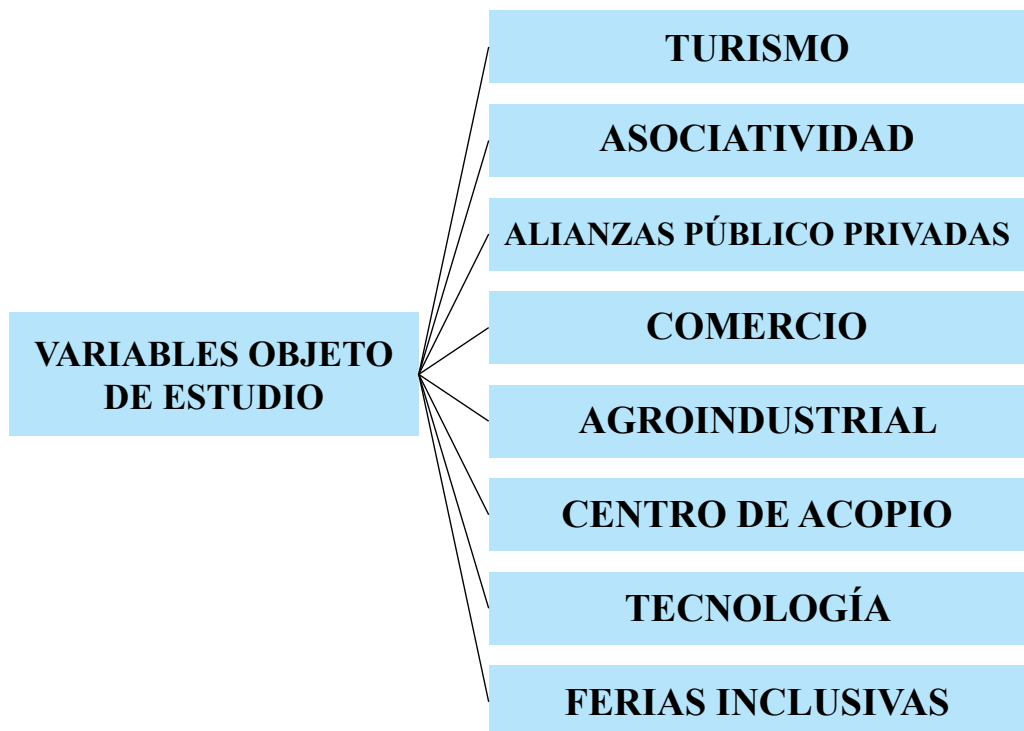 VARIABLES OBJETO
DE ESTUDIO
TURISMO
ASOCIATIVIDAD
ALIANZAS PÚBLICO PRIVADAS
COMERCIO
AGROINDUSTRIAL
CENTRO DE ACOPIO
TECNOLOGÍA
FERIAS INCLUSIVAS